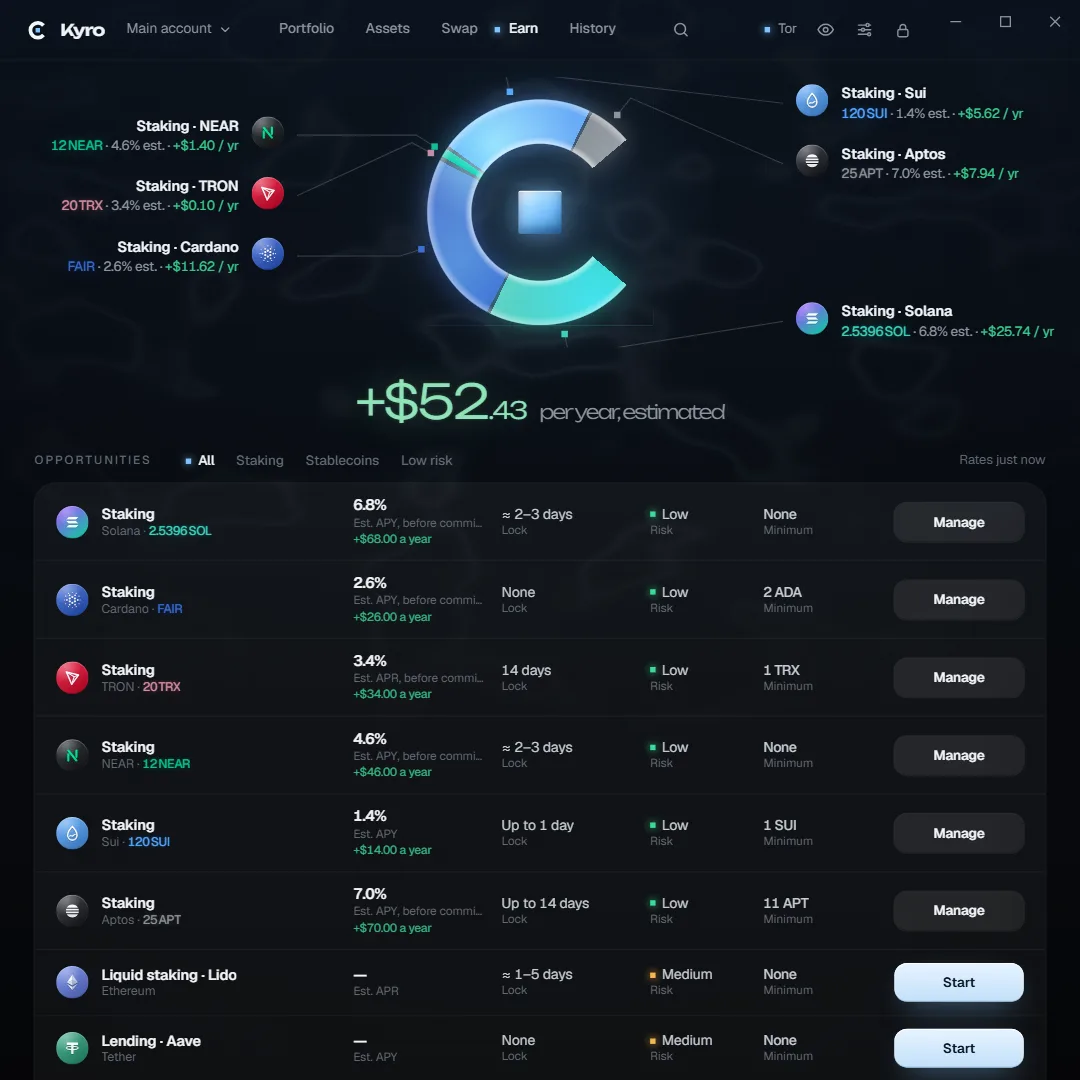 Kyro Main account Portfolio Assets Swap Earn History Tor
Staking · NEAR
12 NEAR · 4.6% est. · +$1.40 / yr
Staking · TRON
20 TRX · 3.4% est. · +$0.10 / yr
Staking · Cardano
FAIR · 2.6% est. · +$11.62 / yr
Staking · Sui
120 SUI · 1.4% est. · +$5.62 / yr
Staking · Aptos
25 APT · 7.0% est. · +$7.94 / yr
Staking · Solana
2.5396 SOL · 6.8% est. · +$25.74 / yr
+$52.43 per year, estimated
OPPORTUNITIES All Staking Stablecoins Low risk Rates just now
Staking
Solana · 2.5396 SOL
6.8%
Est. APY, before commi...
+$68.00 a year
≈ 2–3 days
Lock
Low
Risk
None
Minimum
Manage
Staking
Cardano · FAIR
2.6%
Est. APY, before commi...
+$26.00 a year
None
Lock
Low
Risk
2 ADA
Minimum
Manage
Staking
TRON · 20 TRX
3.4%
Est. APR, before commi...
+$34.00 a year
14 days
Lock
Low
Risk
1 TRX
Minimum
Manage
Staking
NEAR · 12 NEAR
4.6%
Est. APY, before commi...
+$46.00 a year
≈ 2–3 days
Lock
Low
Risk
None
Minimum
Manage
Staking
Sui · 120 SUI
1.4%
Est. APY
+$14.00 a year
Up to 1 day
Lock
Low
Risk
1 SUI
Minimum
Manage
Staking
Aptos · 25 APT
7.0%
Est. APY, before commi...
+$70.00 a year
Up to 14 days
Lock
Low
Risk
11 APT
Minimum
Manage
Liquid staking · Lido
Ethereum
—
Est. APR
≈ 1–5 days
Lock
Medium
Risk
None
Minimum
Start
Lending · Aave
Tether
—
Est. APY
None
Lock
Medium
Risk
None
Minimum
Start